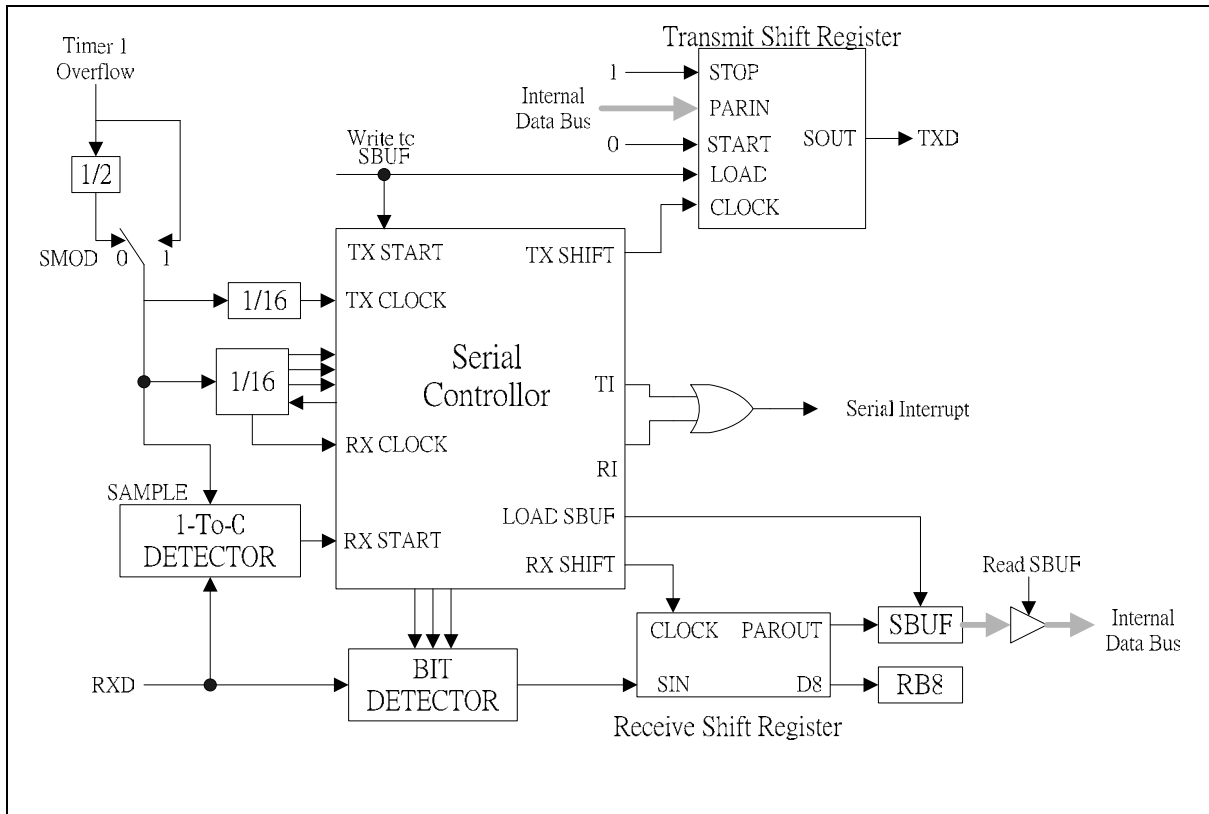 Timer 1
Overflow
1/2
SMOD 0 1
Transmit Shift Register
1
STOP
Internal
Data Bus
PARIN
0
START
SOUT
TXD
LOAD
CLOCK
Write to
SBUF
TX START
TX SHIFT
1/16
TX CLOCK
1/16
Serial
Controllor
TI
Serial Interrupt
RX CLOCK
RI
SAMPLE
1-To-C
DETECTOR
LOAD SBUF
RX START
RX SHIFT
Read SBUF
CLOCK
PAROUT
SBUF
Internal
Data Bus
RXD
BIT
DETECTOR
SIN
D8
RB8
Receive Shift Register